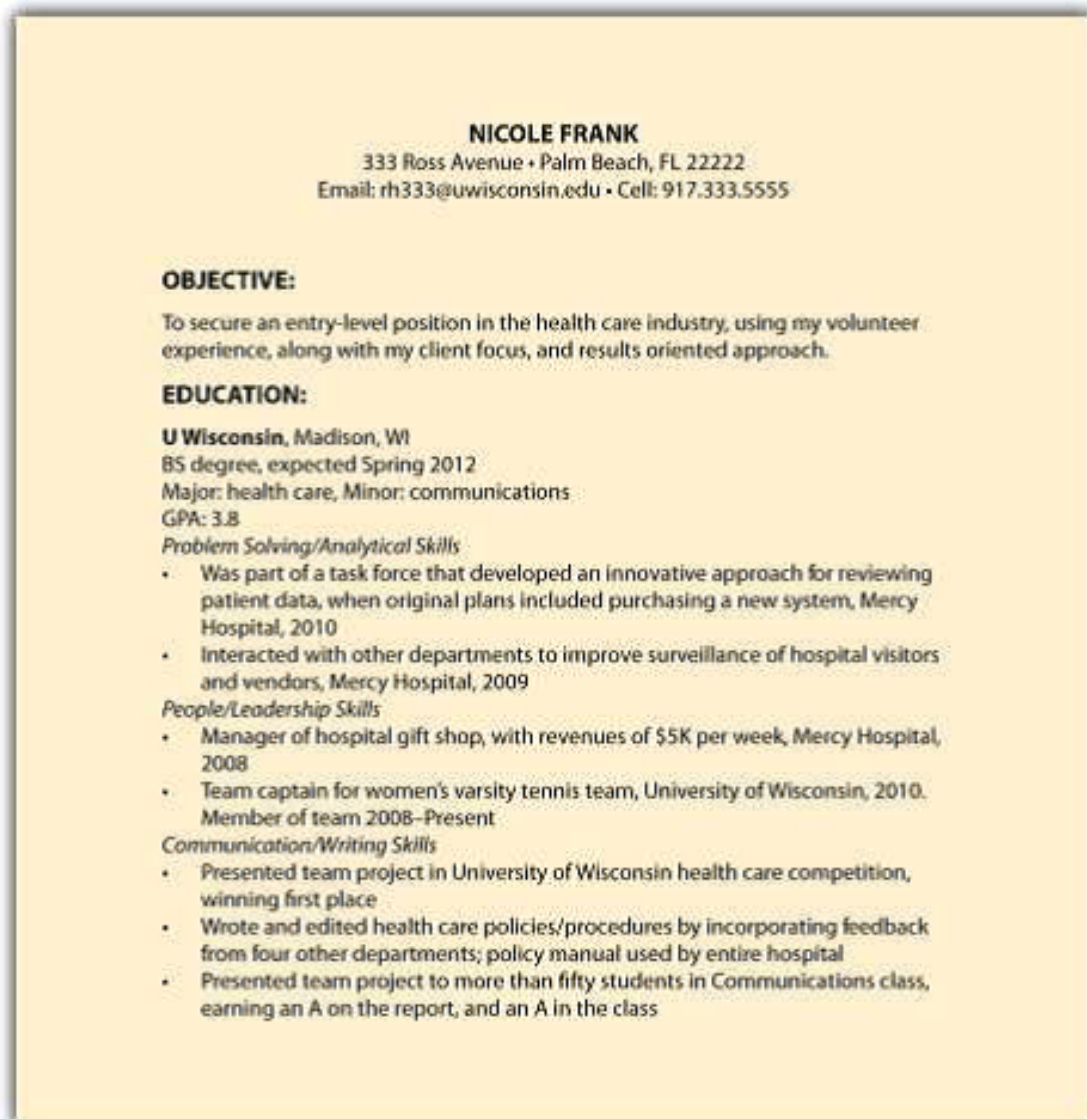 NICOLE FRANK
333 Ross Avenue • Palm Beach, FL 22222
Email: rh333@uwisconsin.edu • Cell: 917.333.5555
OBJECTIVE:
To secure an entry-level position in the health care industry, using my volunteer
experience, along with my client focus, and results oriented approach.
EDUCATION:
U Wisconsin, Madison, WI
BS degree, expected Spring 2012
Major: health care, Minor: communications
GPA: 3.8
Problem Solving/Analytical Skills
• Was part of a task force that developed an innovative approach for reviewing
patient data, when original plans included purchasing a new system, Mercy
Hospital, 2010
• Interacted with other departments to improve surveillance of hospital visitors
and vendors, Mercy Hospital, 2009
People/Leadership Skills
• Manager of hospital gift shop, with revenues of $5K per week, Mercy Hospital,
2008
• Team captain for women's varsity tennis team, University of Wisconsin, 2010.
Member of team 2008–Present
Communication/Writing Skills
• Presented team project in University of Wisconsin health care competition,
winning first place
• Wrote and edited health care policies/procedures by incorporating feedback
from four other departments; policy manual used by entire hospital
• Presented team project to more than fifty students in Communications class,
earning an A on the report, and an A in the class